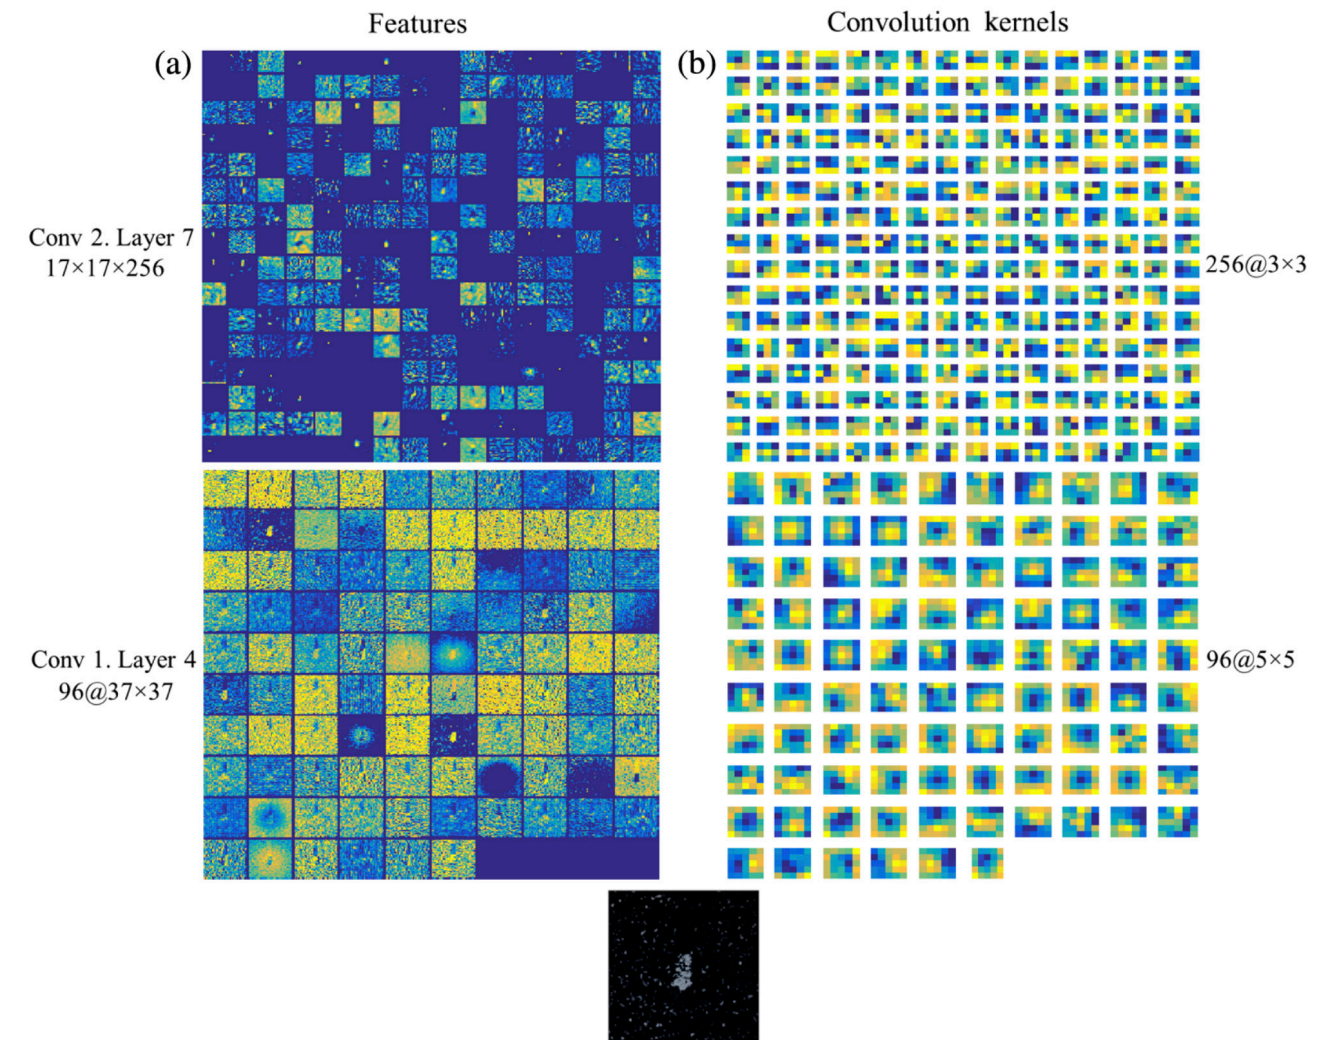 Features
Convolution kernels
(a)
(b)
Conv 2. Layer 7
17×17×256
256@3×3
Conv 1. Layer 4
96@37×37
96@5×5